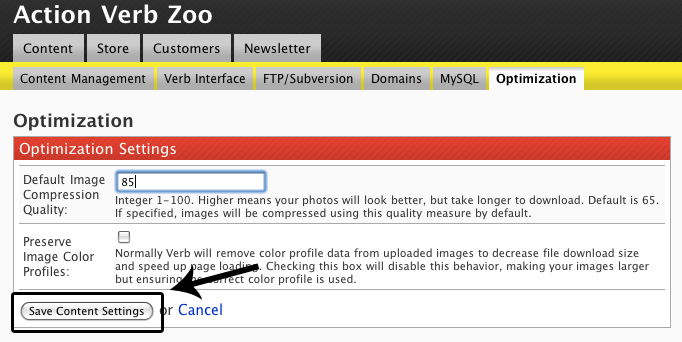 Action Verb Zoo
Content Store Customers Newsletter
Content Management Verb Interface FTP/Subversion Domains MySQL Optimization
Optimization
Optimization Settings
Default Image
Compression
Quality:
85
Integer 1-100. Higher means your photos will look better, but take longer to download. Default is 65.
If specified, images will be compressed using this quality measure by default.
Preserve
Image Color
Profiles:
Normally Verb will remove color profile data from uploaded images to decrease file download size
and speed up page loading. Checking this box will disable this behavior, making your images larger
but ensuring the correct color profile is used.
Save Content Settings or Cancel